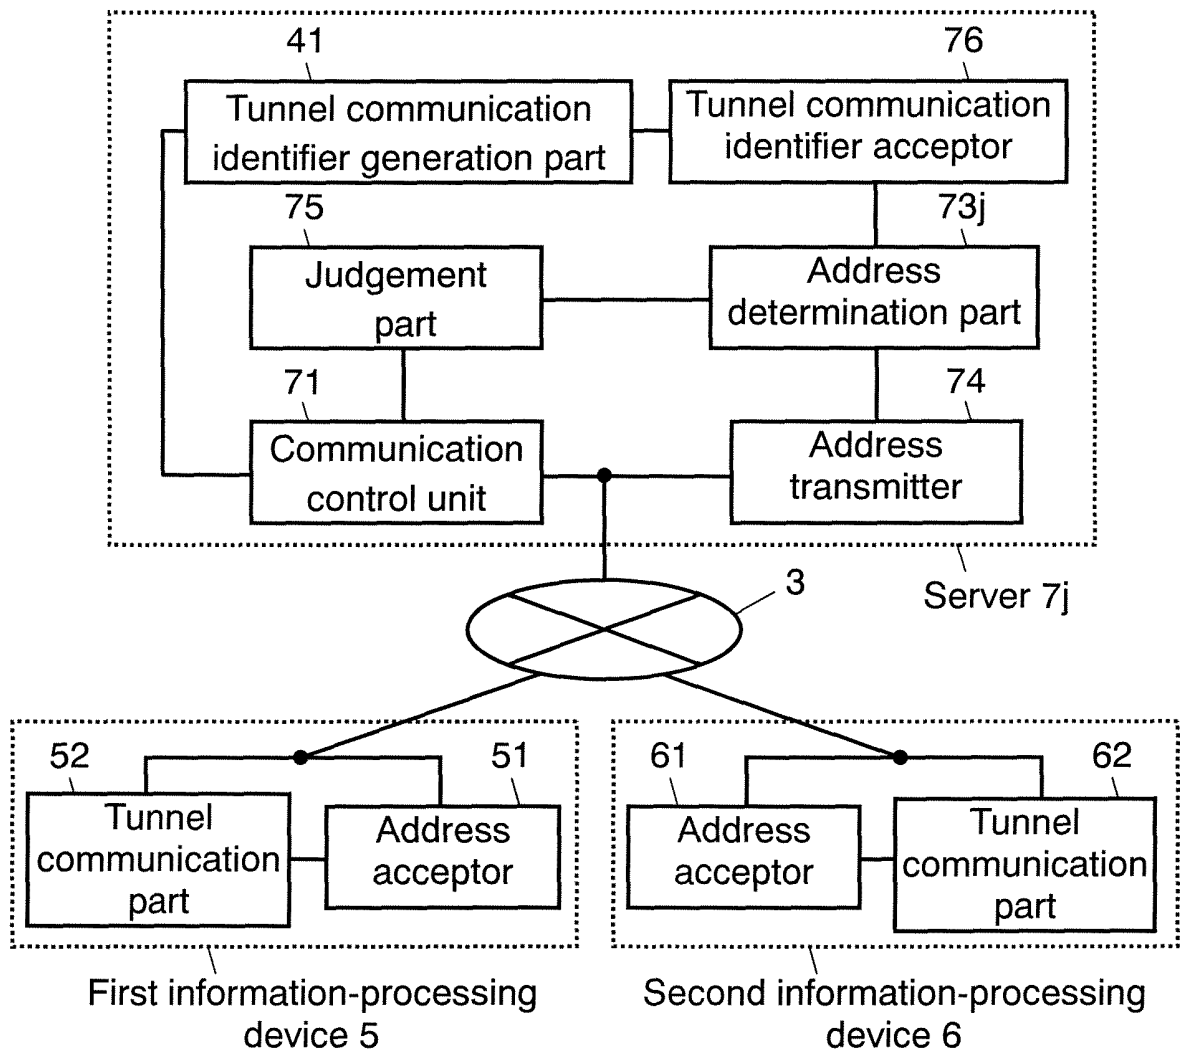 41
76
Tunnel communication
identifier generation part
Tunnel communication
identifier acceptor
75
73j
Judgement
part
Address
determination part
71
74
Communication
control unit
Address
transmitter
Server 7j
3
52
51
61
62
Tunnel
communication
part
Address
acceptor
Address
acceptor
Tunnel
communication
part
First information-processing
device 5
Second information-processing
device 6